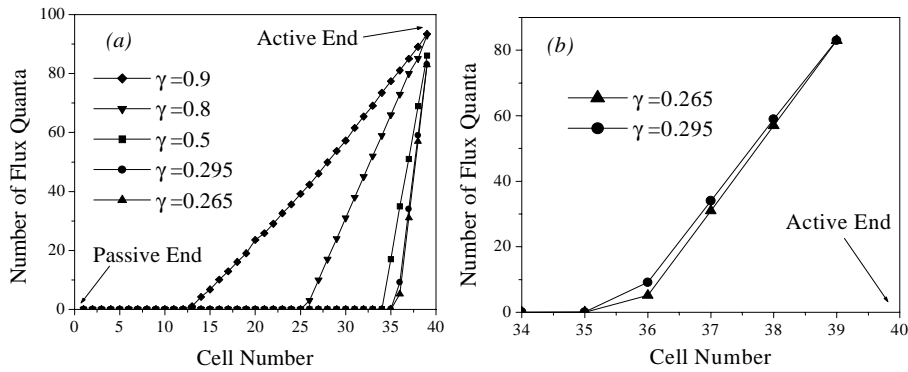 (a)
Active End
γ=0.9
γ=0.8
γ=0.5
γ=0.295
γ=0.265
Passive End
Number of Flux Quanta
100
80
60
40
20
0
0 5 10 15 20 25 30 35 40
Cell Number
(b)
γ=0.265
γ=0.295
Active End
Number of Flux Quanta
80
60
40
20
0
34 35 36 37 38 39 40
Cell Number